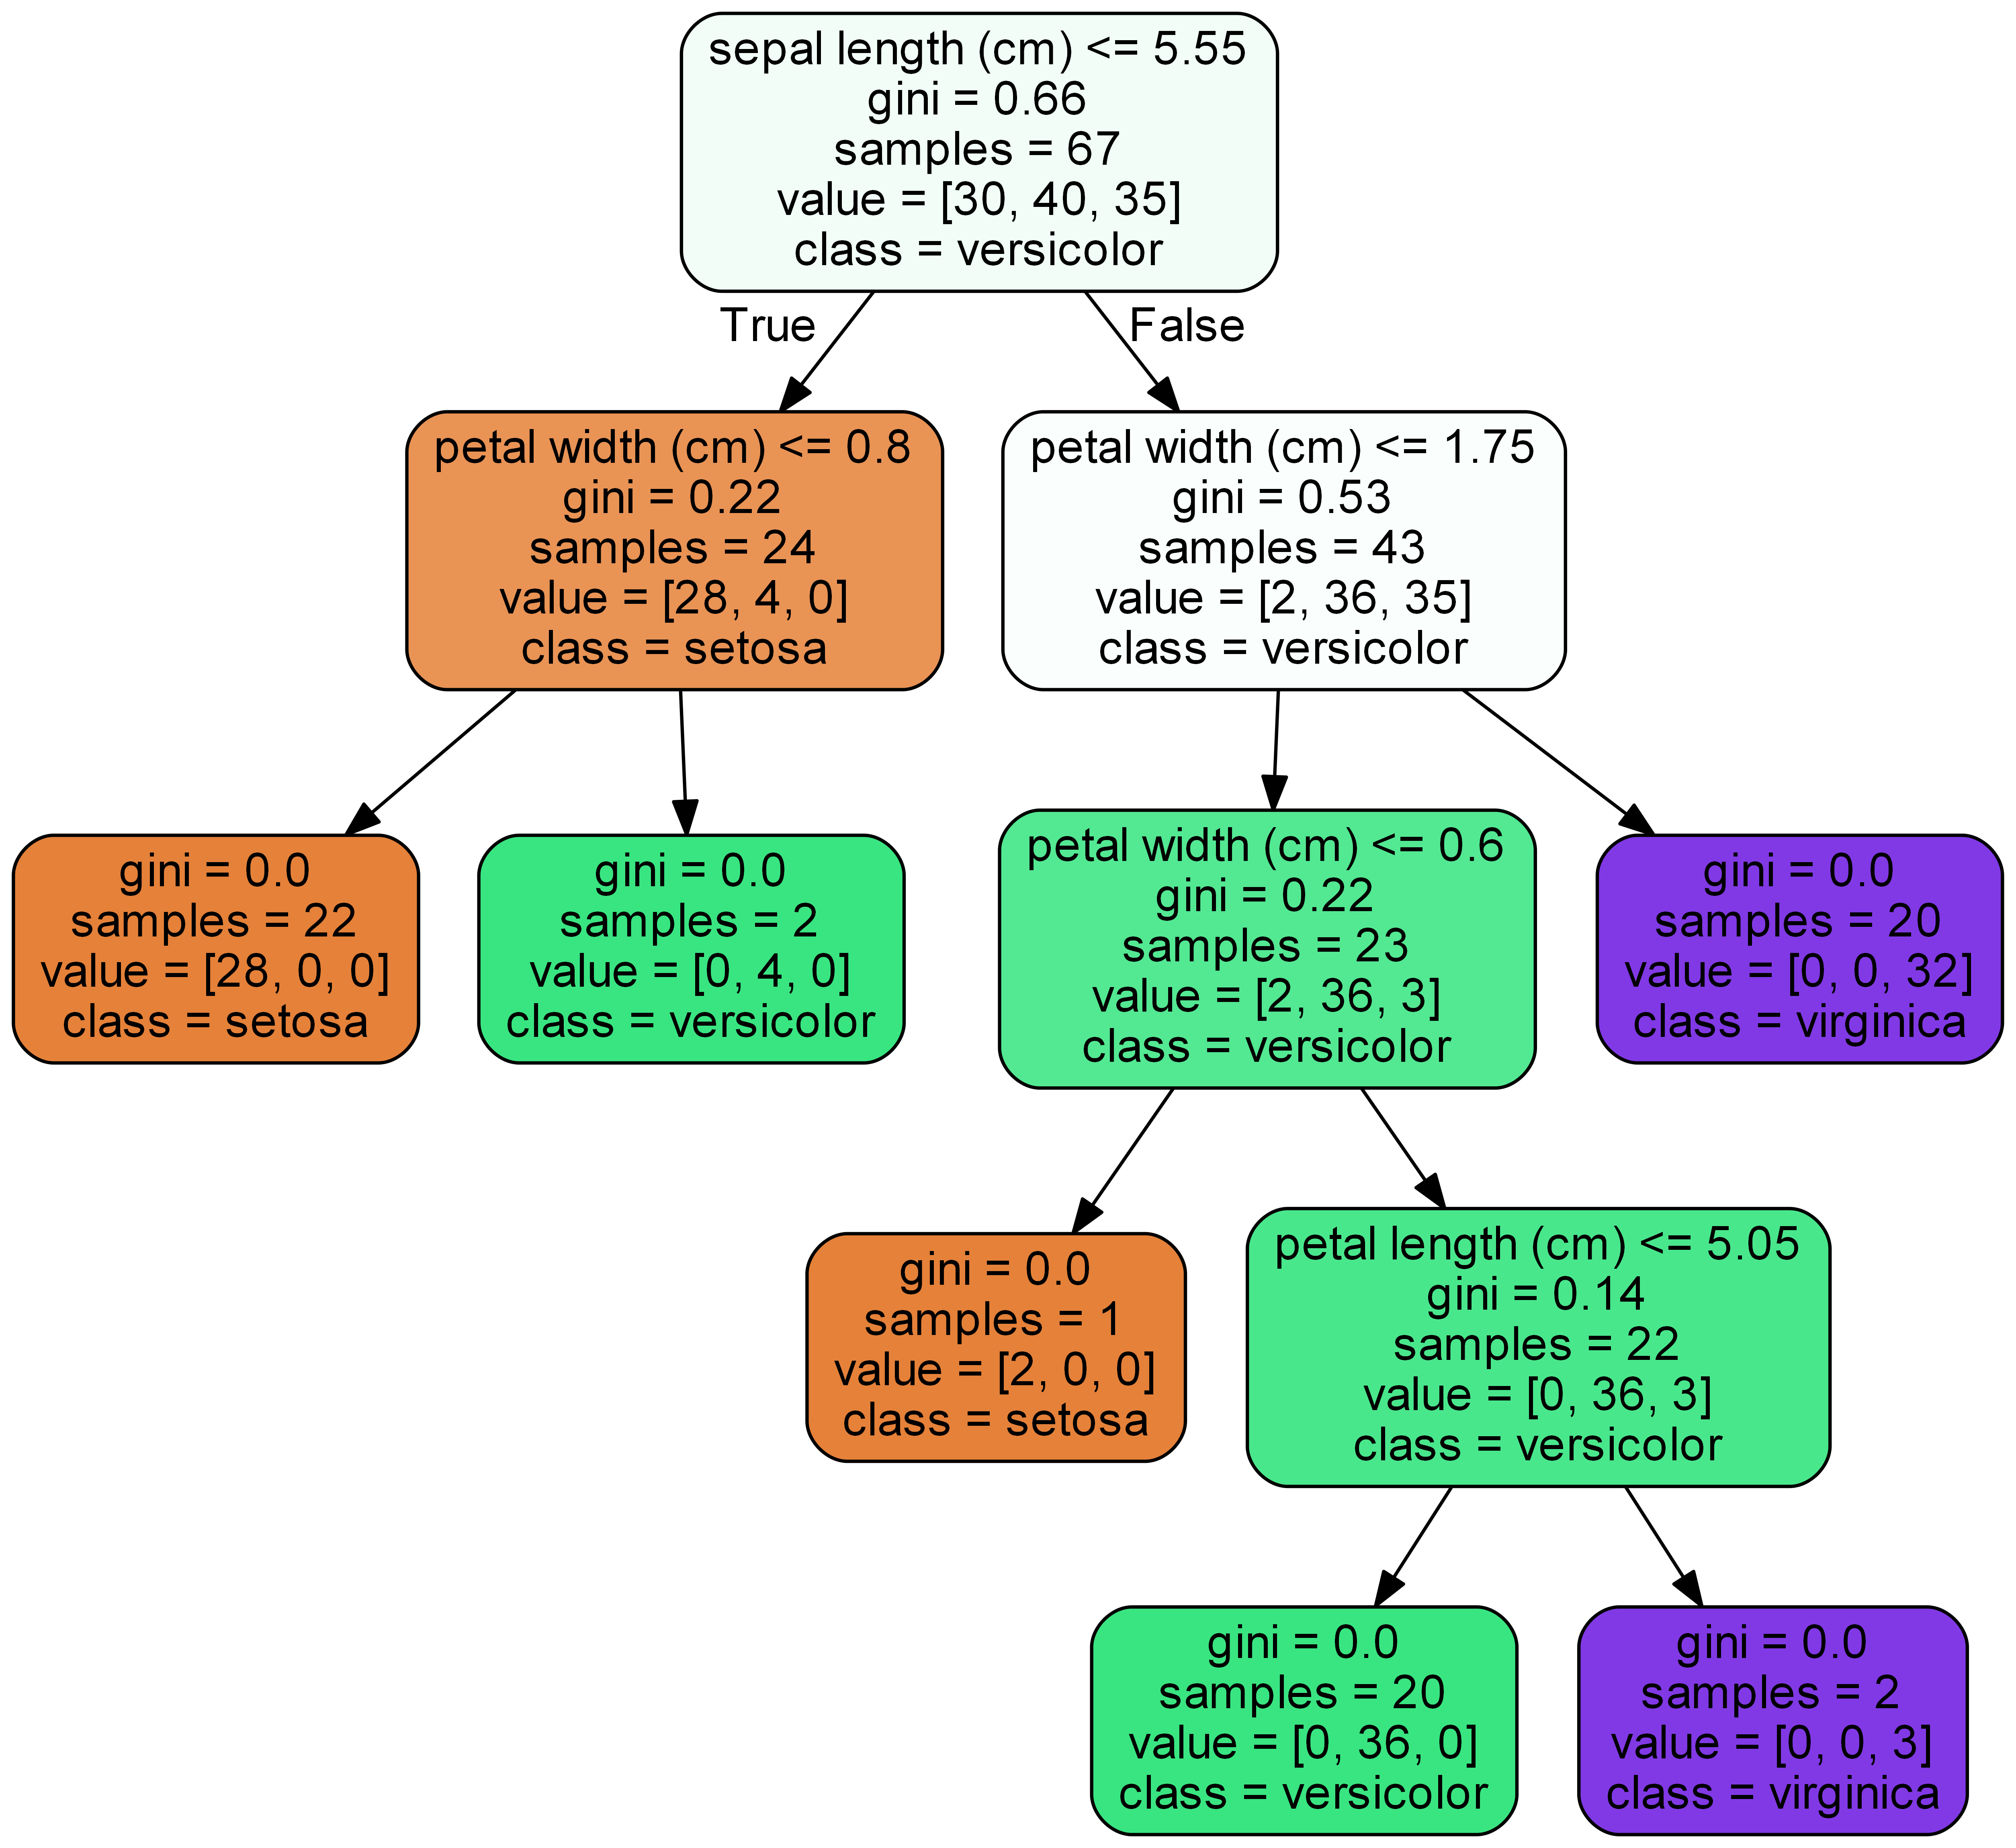 sepal length (cm) <= 5.55
gini = 0.66
samples = 67
value = [30, 40, 35]
class = versicolor
True
False
petal width (cm) <= 0.8
gini = 0.22
samples = 24
value = [28, 4, 0]
class = setosa
petal width (cm) <= 1.75
gini = 0.53
samples = 43
value = [2, 36, 35]
class = versicolor
gini = 0.0
samples = 22
value = [28, 0, 0]
class = setosa
gini = 0.0
samples = 2
value = [0, 4, 0]
class = versicolor
petal width (cm) <= 0.6
gini = 0.22
samples = 23
value = [2, 36, 3]
class = versicolor
gini = 0.0
samples = 20
value = [0, 0, 32]
class = virginica
gini = 0.0
samples = 1
value = [2, 0, 0]
class = setosa
petal length (cm) <= 5.05
gini = 0.14
samples = 22
value = [0, 36, 3]
class = versicolor
gini = 0.0
samples = 20
value = [0, 36, 0]
class = versicolor
gini = 0.0
samples = 2
value = [0, 0, 3]
class = virginica